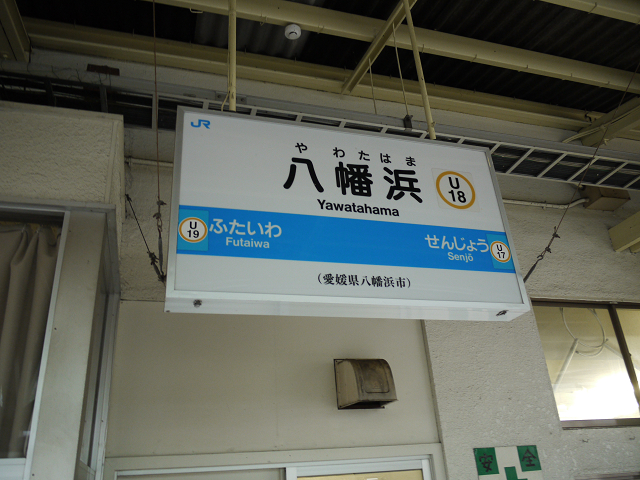 JR
やわたはま
八幡浜
Yawatahama
U
18
U
19
ふたいわ
Futaiwa
せんじょう
Senjō
U
17
（愛媛県八幡浜市）
安全